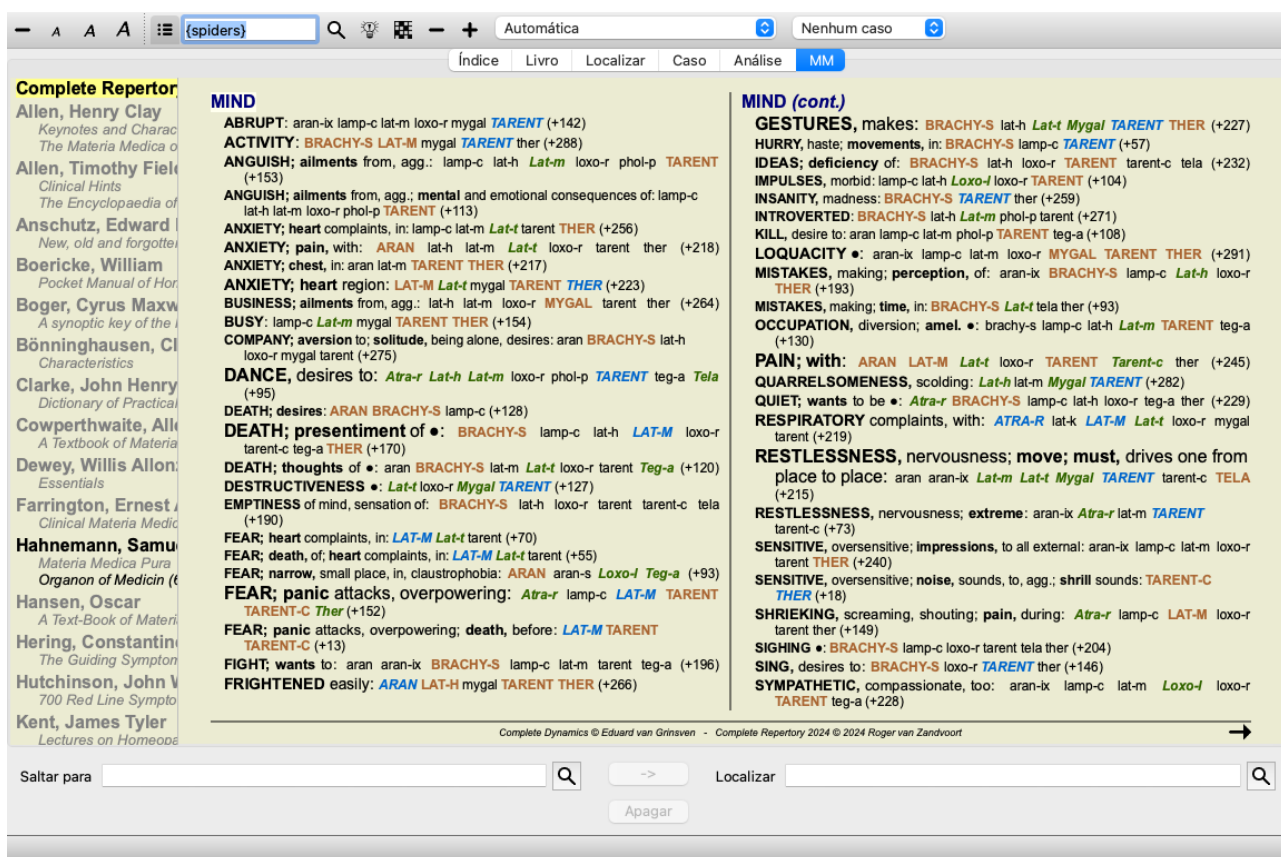 A A A {spiders} Automática Nenhum caso
Índice Livro Localizar Caso Análise MM
Complete Repertor
Allen, Henry Clay
Keynotes and Charac
The Materia Medica o
Allen, Timothy Field
Clinical Hints
The Encyclopaedia of
Anschutz, Edward
New, old and forgotte
Boericke, William
Pocket Manual of Hom
Boger, Cyrus Maxw
A synoptic key of the
Bönninghausen, Cl
Characteristics
Clarke, John Henry
Dictionary of Practical
Cowperthwaite, Alle
A Textbook of Materia
Dewey, Willis Allon
Essentials
Farrington, Ernest A
Clinical Materia Medic
Hahnemann, Samu
Materia Medica Pura
Organon of Medicin (6
Hansen, Oscar
A Text-Book of Materi
Hering, Constantin
The Guiding Sympton
Hutchinson, John W
700 Red Line Sympto
Kent, James Tyler
Lectures on Homeopa
MIND
ABRUPT: aran-ix lamp-c lat-m loxo-r mygal TARENT (+142)
ACTIVITY: BRACHY-S LAT-M mygal TARENT ther (+288)
ANGUISH; ailments from, agg.: lamp-c lat-h Lat-m loxo-r phol-p TARENT
(+153)
ANGUISH; ailments from, agg.; mental and emotional consequences of: lamp-c
lat-h lat-m loxo-r phol-p TARENT (+113)
ANXIETY; heart complaints, in: lamp-c lat-m Lat-t tarent THER (+256)
ANXIETY; pain, with: ARAN lat-h lat-m Lat-t loxo-r tarent ther (+218)
ANXIETY; chest, in: aran lat-m TARENT THER (+217)
ANXIETY; heart region: LAT-M Lat-t mygal TARENT THER (+223)
BUSINESS; ailments from, agg.: lat-h lat-m loxo-r MYGAL tarent ther (+264)
BUSY: lamp-c Lat-m mygal TARENT THER (+154)
COMPANY; aversion to; solitude, being alone, desires: aran BRACHY-S lat-h
loxo-r mygal tarent (+275)
DANCE, desires to: Atra-r Lat-h Lat-m loxo-r phol-p TARENT teg-a Tela
(+95)
DEATH; desires: ARAN BRACHY-S lamp-c (+128)
DEATH; presentiment of ●: BRACHY-S lamp-c lat-h LAT-M loxo-r
tarent-c teg-a THER (+170)
DEATH; thoughts of ●: aran BRACHY-S lat-m Lat-t loxo-r tarent Teg-a (+120)
DESTRUCTIVENESS ●: Lat-t loxo-r Mygal TARENT (+127)
EMPTINESS of mind, sensation of: BRACHY-S lat-h loxo-r tarent tarent-c tela
(+190)
FEAR; heart complaints, in: LAT-M Lat-t tarent (+70)
FEAR; death, of; heart complaints, in: LAT-M Lat-t tarent (+55)
FEAR; narrow, small place, in, claustrophobia: ARAN aran-s Loxo-l Teg-a (+93)
FEAR; panic attacks, overpowering: Atra-r lamp-c LAT-M TARENT
TARENT-C Ther (+152)
FEAR; panic attacks, overpowering; death, before: LAT-M TARENT
TARENT-C (+13)
FIGHT; wants to: aran aran-ix BRACHY-S lamp-c lat-m tarent teg-a (+196)
FRIGHTENED easily: ARAN LAT-H mygal TARENT THER (+266)
MIND (cont.)
GESTURES, makes: BRACHY-S lat-h Lat-t Mygal TARENT THER (+227)
HURRY, haste; movements, in: BRACHY-S lamp-c TARENT (+57)
IDEAS; deficiency of: BRACHY-S lat-h loxo-r TARENT tarent-c tela (+232)
IMPULSES, morbid: lamp-c lat-h Loxo-l loxo-r TARENT (+104)
INSANITY, madness: BRACHY-S TARENT ther (+259)
INTROVERTED: BRACHY-S lat-h Lat-m phol-p tarent (+271)
KILL, desire to: aran lamp-c lat-m phol-p TARENT teg-a (+108)
LOQUACITY ●: aran-ix lamp-c lat-m loxo-r MYGAL TARENT THER (+291)
MISTAKES, making; perception, of: aran-ix BRACHY-S lamp-c Lat-h loxo-r
THER (+193)
MISTAKES, making; time, in: BRACHY-S Lat-t tela ther (+93)
OCCUPATION, diversion; amel. ●: brachy-s lamp-c lat-h Lat-m TARENT teg-a
(+130)
PAIN; with: ARAN LAT-M Lat-t loxo-r TARENT Tarent-c ther (+245)
QUARRELSOMENESS, scolding: Lat-h lat-m Mygal TARENT (+282)
QUIET; wants to be ●: Atra-r BRACHY-S lamp-c lat-h loxo-r teg-a ther (+229)
RESPIRATORY complaints, with: ATRA-R lat-k LAT-M Lat-t loxo-r mygal
tarent (+219)
RESTLESSNESS, nervousness; move; must, drives one from
place to place: aran aran-ix Lat-m Lat-t Mygal TARENT tarent-c TELA
(+215)
RESTLESSNESS, nervousness; extreme: aran-ix Atra-r lat-m TARENT
tarent-c (+73)
SENSITIVE, oversensitive; impressions, to all external: aran-ix lamp-c lat-m loxo-r
tarent THER (+240)
SENSITIVE, oversensitive; noise, sounds, to, agg.; shrill sounds: TARENT-C
THER (+18)
SHRIEKING, screaming, shouting; pain, during: Atra-r lamp-c LAT-M loxo-r
tarent ther (+149)
SIGHING ●: BRACHY-S lamp-c loxo-r tarent tela ther (+204)
SING, desires to: BRACHY-S loxo-r TARENT ther (+146)
SYMPATHETIC, compassionate, too: aran-ix lamp-c lat-m Loxo-l loxo-r
TARENT teg-a (+228)
Complete Dynamics © Eduard van Grinsven - Complete Repertory 2024 © 2024 Roger van Zandvoort
Saltar para -> Localizar
Apagar